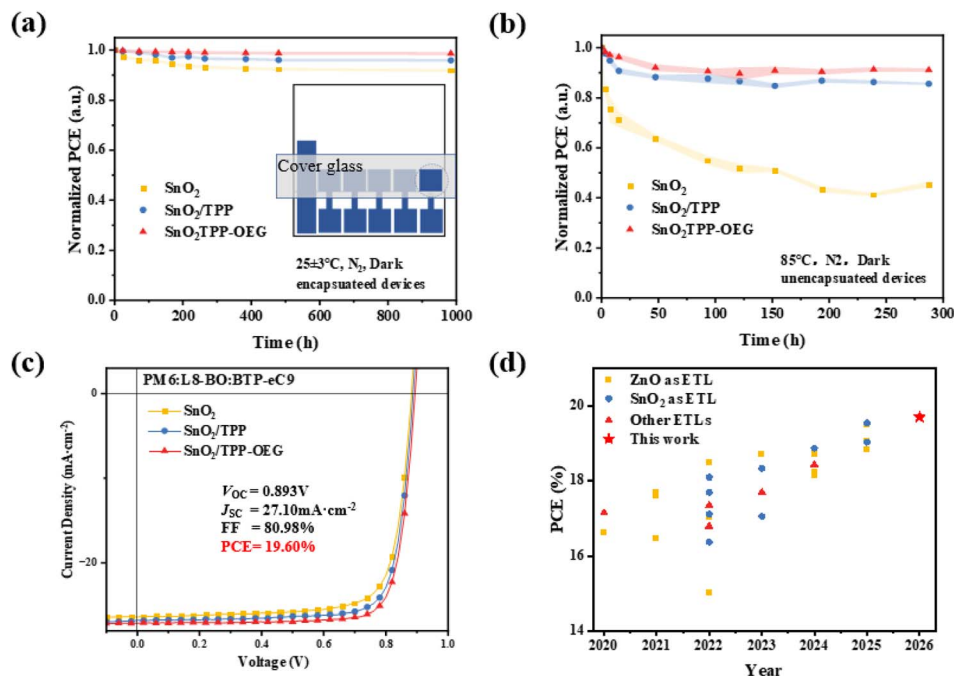 (a)
Normalized PCE (a.u.)
1.0
0.8
0.6
0.4
0.2
0.0
Cover glass
SnO₂
SnO₂/TPP
SnO₂TPP-OEG
25±3°C, N₂, Dark
encapsuateed devices
0 200 400 600 800 1000
Time (h)
(b)
Normalized PCE (a.u.)
1.0
0.8
0.6
0.4
0.2
0.0
SnO₂
SnO₂/TPP
SnO₂TPP-OEG
85°C, N2, Dark
unencapsuateed devices
0 50 100 150 200 250 300
Time (h)
(c)
Current Density (mA·cm⁻²)
PM6:L8-BO:BTP-eC9
0
−20
SnO₂
SnO₂/TPP
SnO₂/TPP-OEG
VOC = 0.893V
JSC = 27.10mA·cm⁻²
FF = 80.98%
PCE= 19.60%
0.0 0.2 0.4 0.6 0.8 1.0
Voltage (V)
(d)
PCE (%)
20
18
16
14
ZnO as ETL
SnO₂ as ETL
Other ETLs
This work
2020 2021 2022 2023 2024 2025 2026
Year